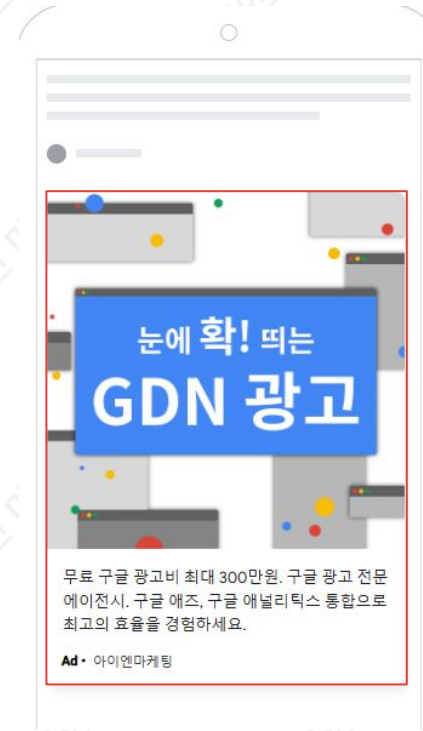 눈에 확! 띄는
GDN 광고
무료 구글 광고비 최대 300만원. 구글 광고 전문
에이전시. 구글 애즈, 구글 애널리틱스 통합으로
최고의 효율을 경험하세요.
Ad • 아이엔마케팅